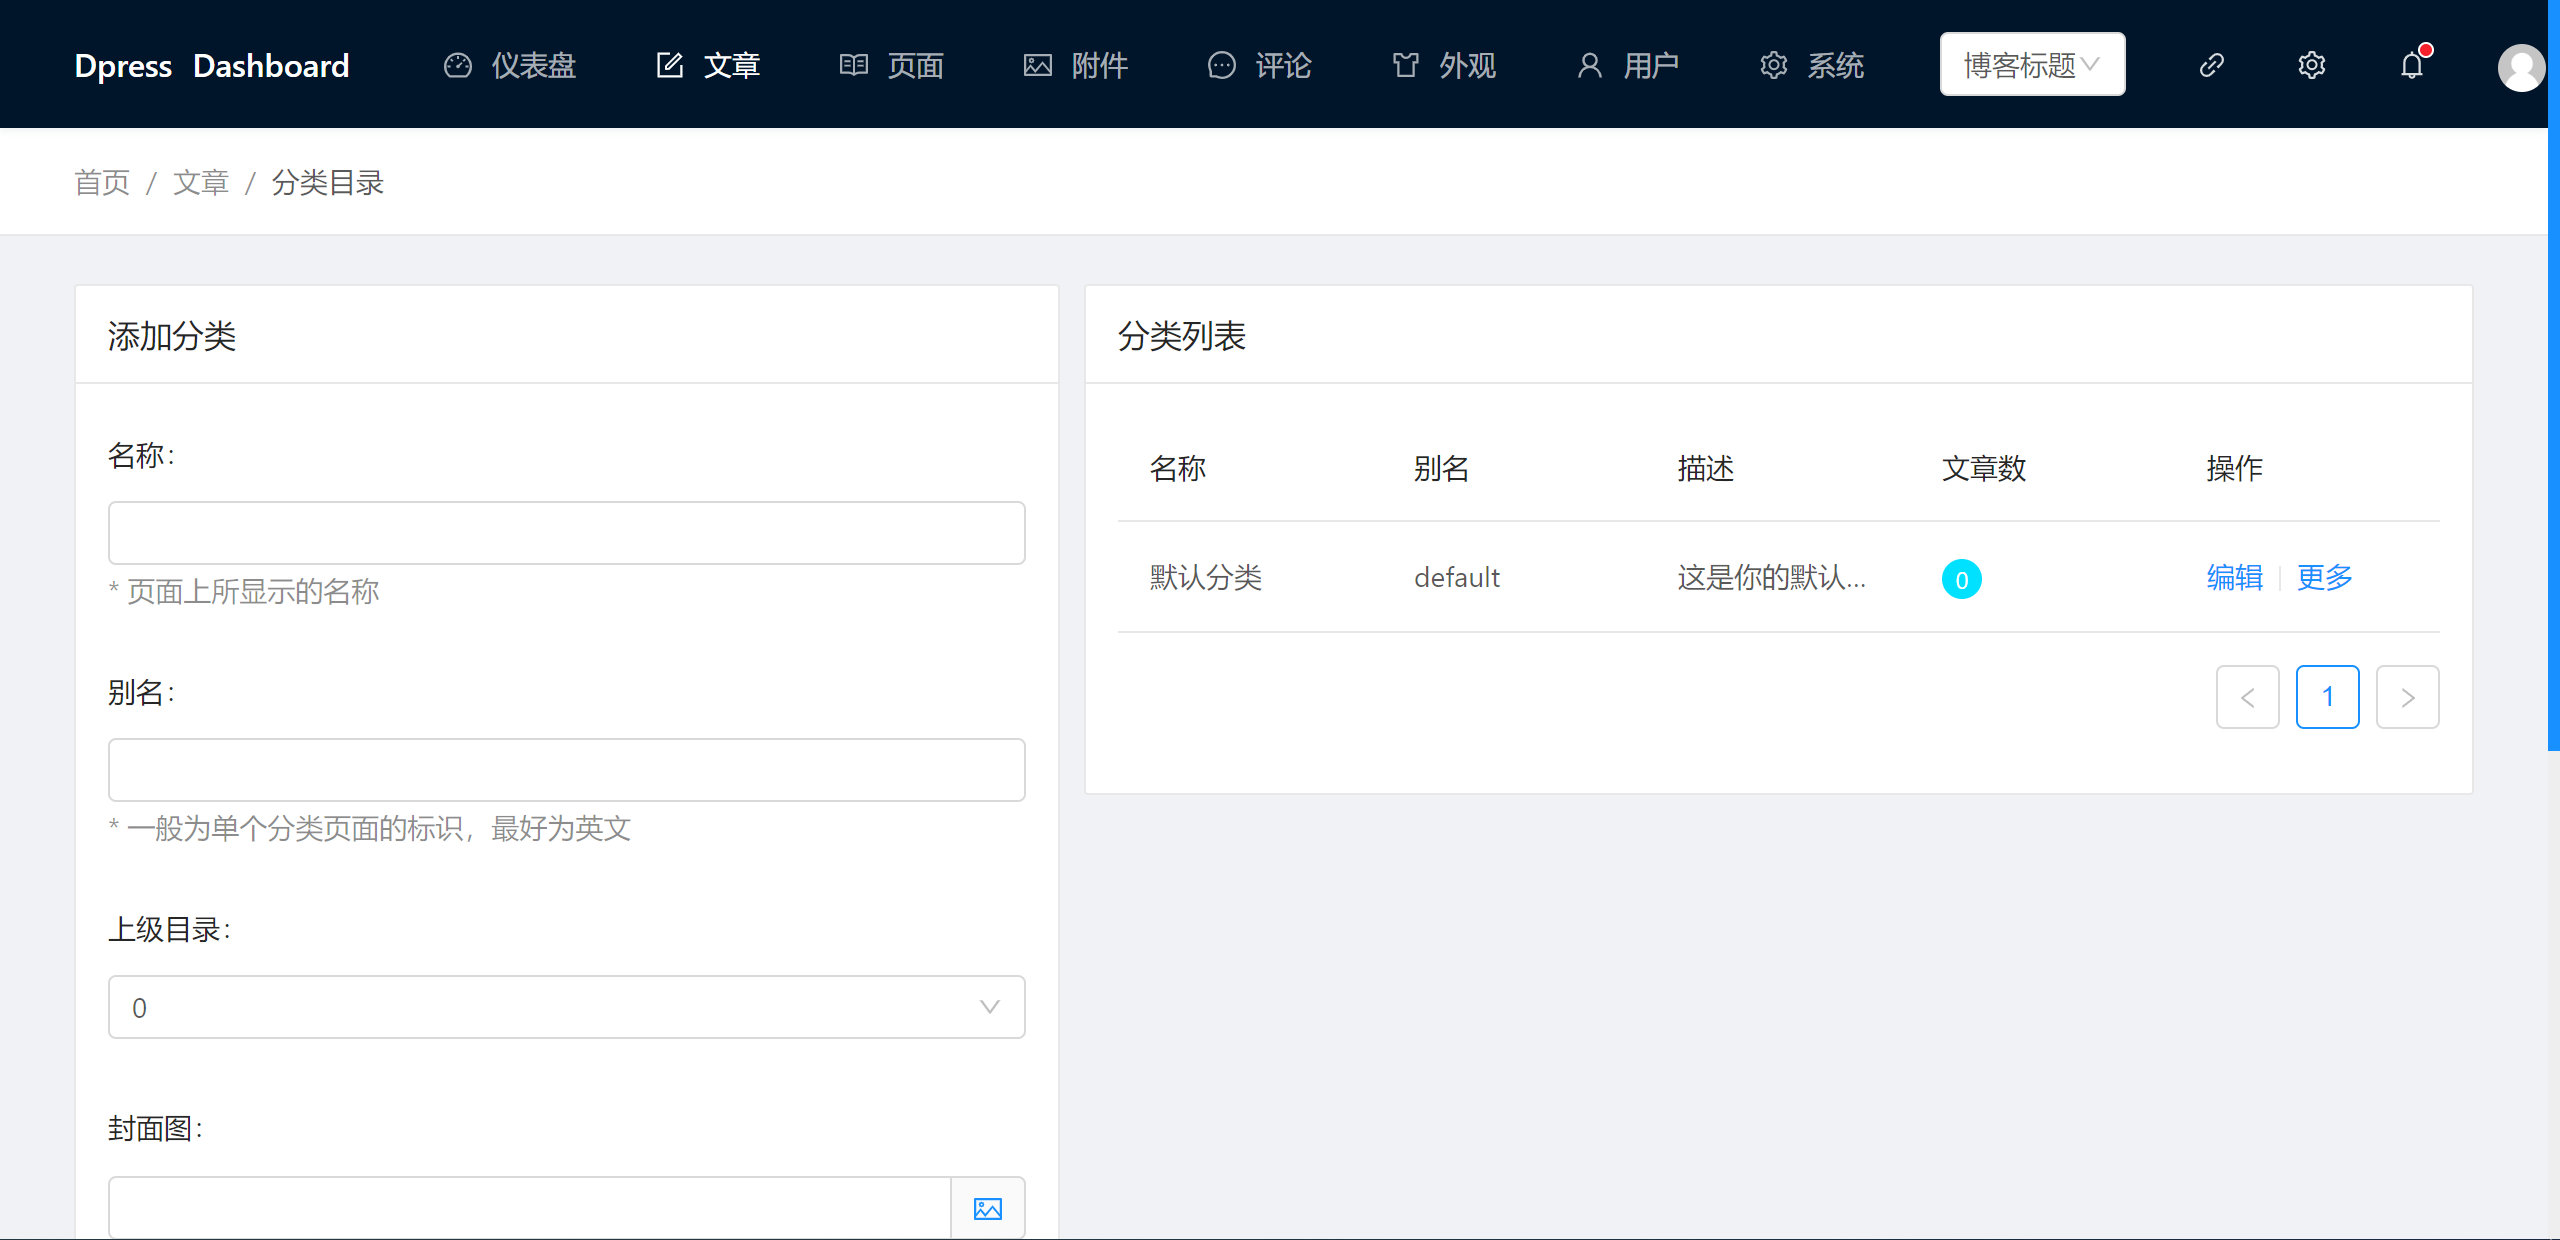 Dpress Dashboard 仪表盘 文章 页面 附件 评论 外观 用户 系统 博客标题
首页 / 文章 / 分类目录
添加分类
名称:
* 页面上所显示的名称
别名:
* 一般为单个分类页面的标识，最好为英文
上级目录:
0
封面图:
分类列表
名称 别名 描述 文章数 操作
默认分类 default 这是你的默认... 0 编辑 更多
< 1 >